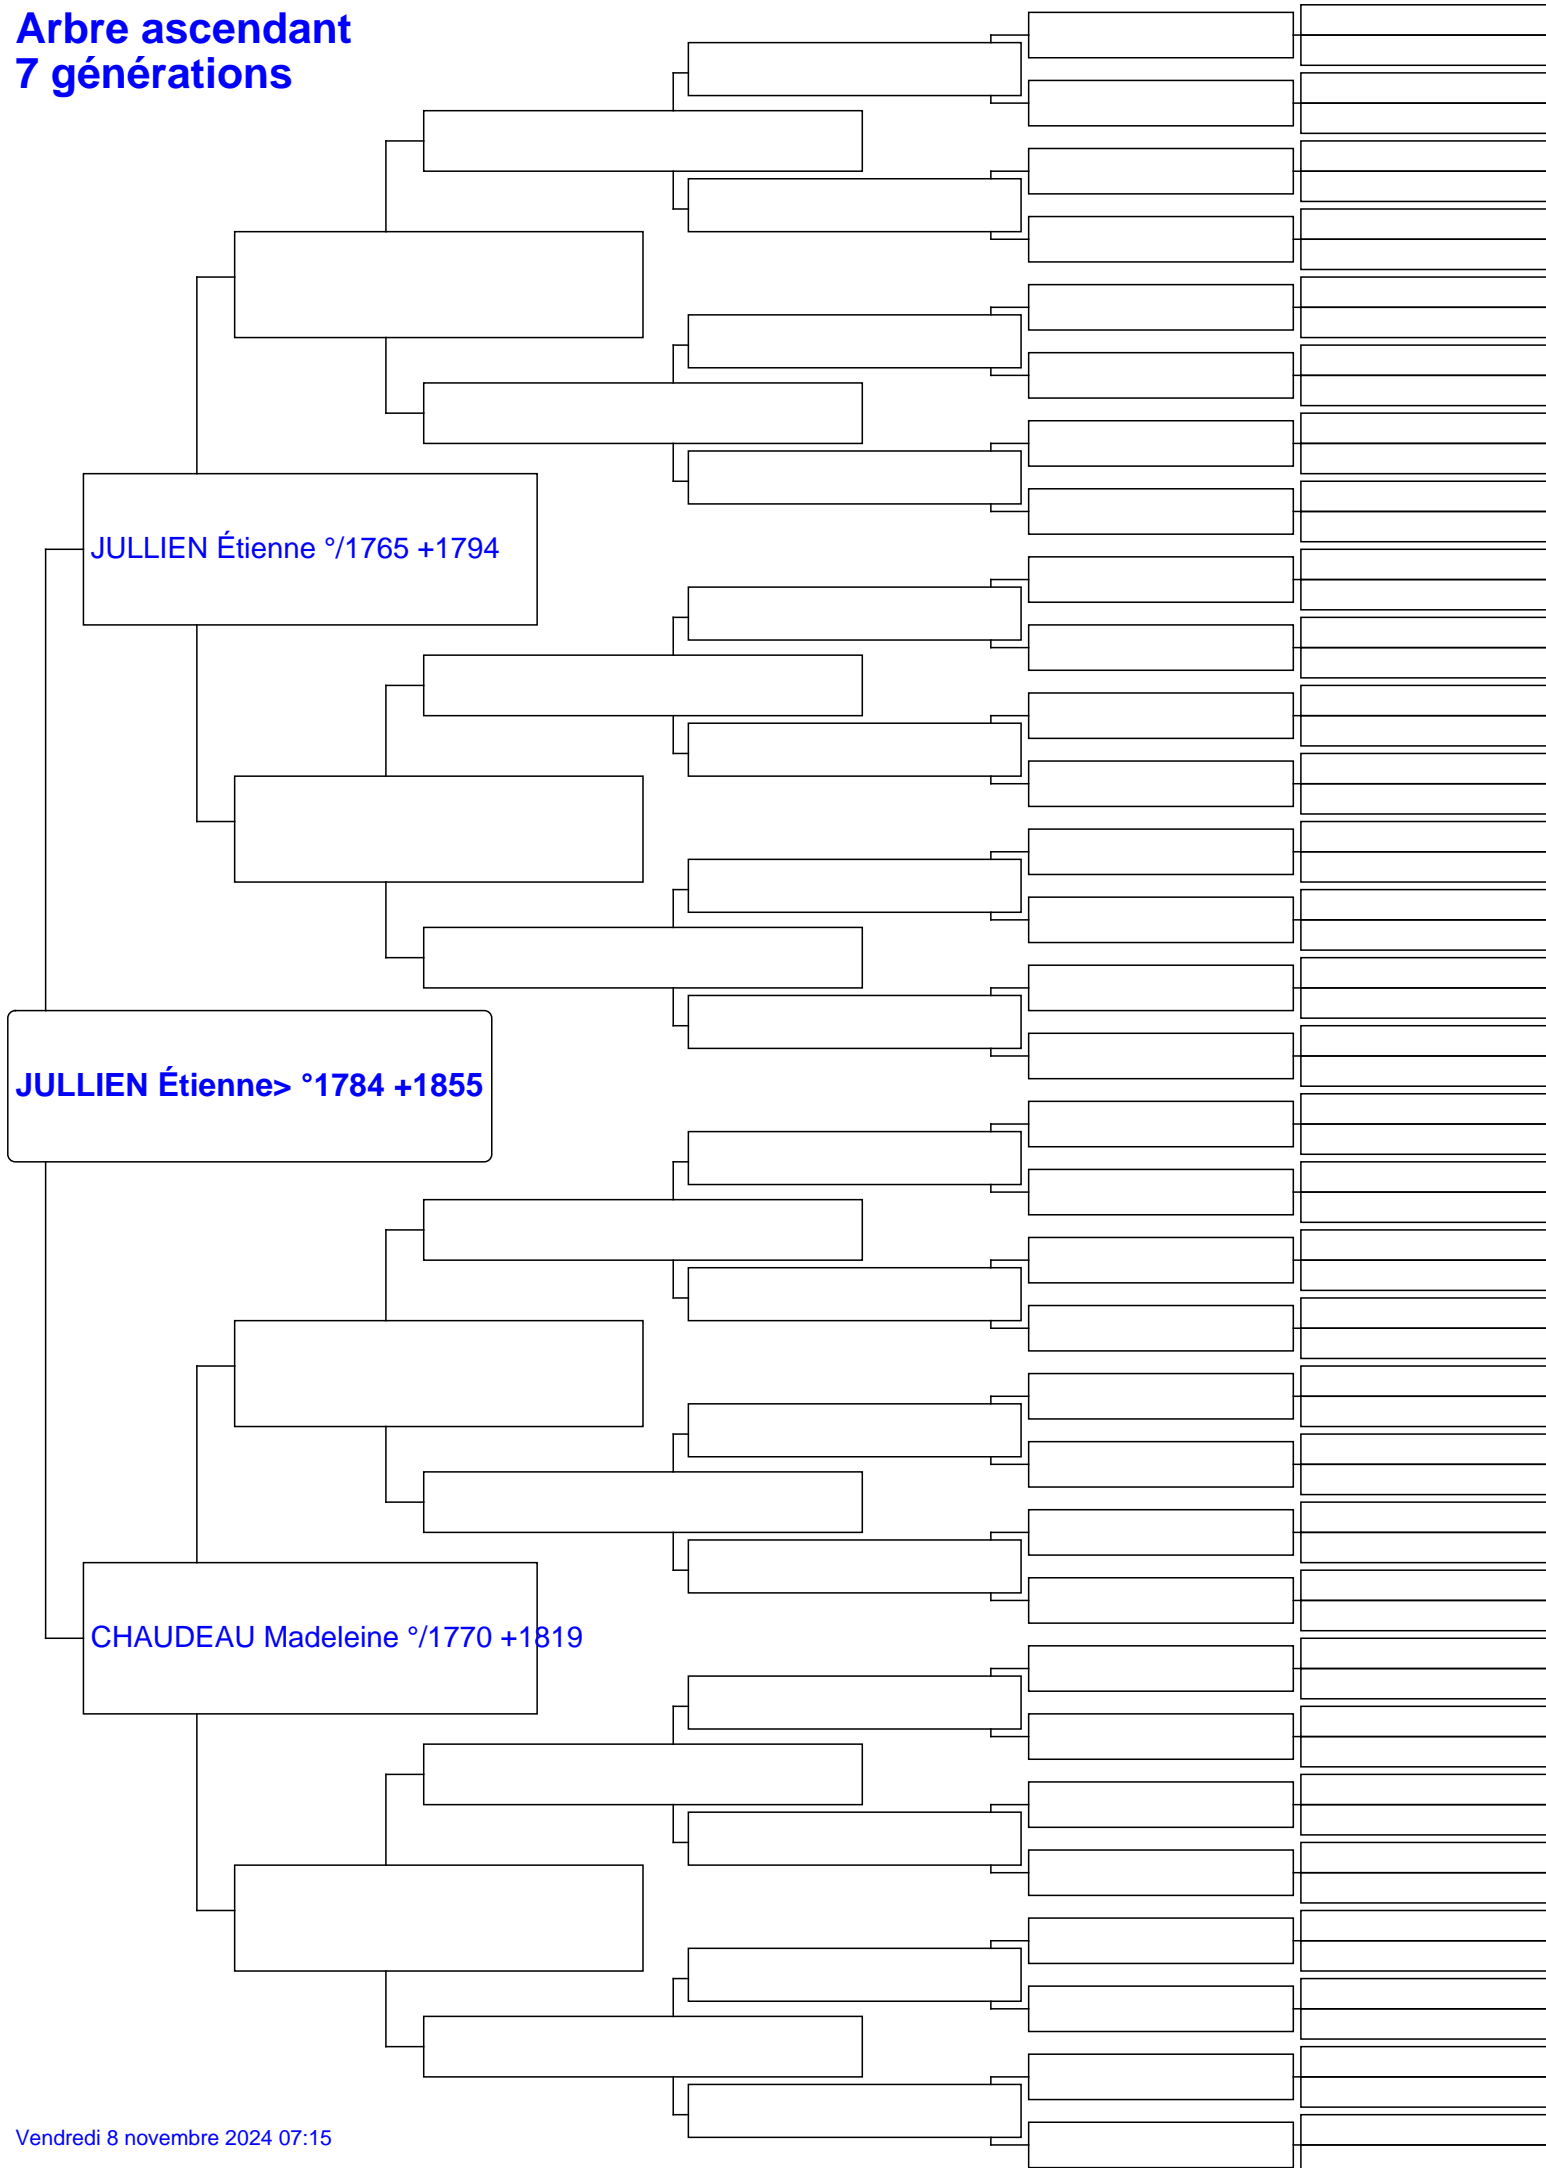 Arbre ascendant
7 générations
JULLIEN Étienne °/1765 +1794
JULLIEN Étienne> °1784 +1855
CHAUDEAU Madeleine °/1770 +1819
Vendredi 8 novembre 2024 07:15